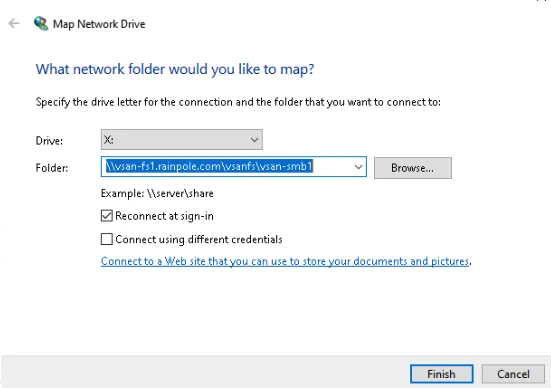 Map Network Drive
What network folder would you like to map?
Specify the drive letter for the connection and the folder that you want to connect to:
Drive: X:
Folder: \\vsan-fs1.rainpole.com\vsanfs\vsan-smb1 Browse...
Example: \\server\share
Reconnect at sign-in
Connect using different credentials
Connect to a Web site that you can use to store your documents and pictures.
Finish Cancel